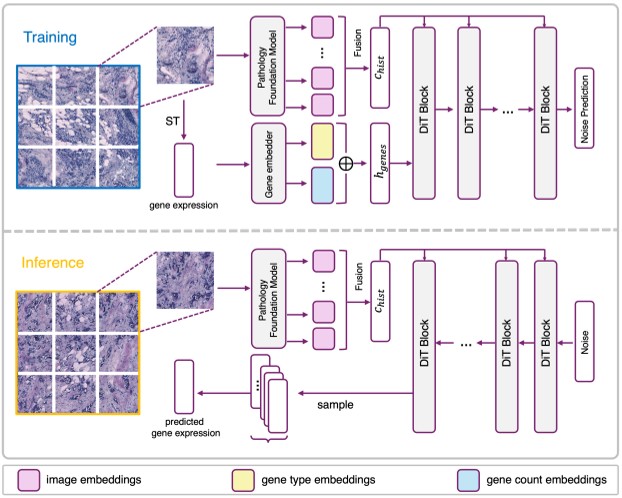 Training
ST
gene expression
Pathology
Foundation Model
...
Fusion
c_hist
Gene embedder
⊕
h_genes
DiT Block
DiT Block
...
DiT Block
Noise Prediction
Inference
Pathology
Foundation Model
...
Fusion
c_hist
DiT Block
...
DiT Block
DiT Block
Noise
predicted
gene expression
...
sample
image embeddings
gene type embeddings
gene count embeddings